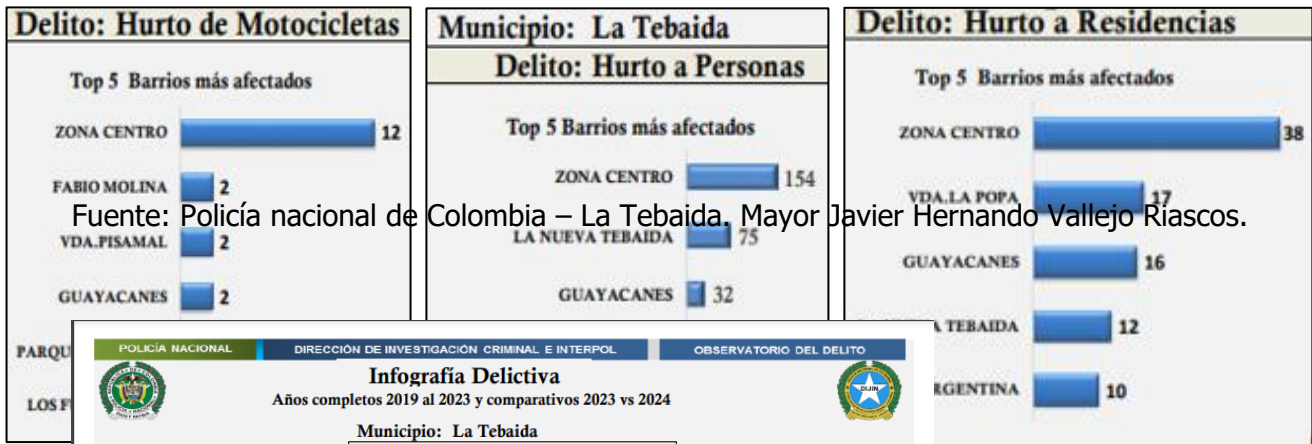 Delito: Hurto de Motocicletas
Top 5 Barrios más afectados
ZONA CENTRO 12
FABIO MOLINA 2
VDA.PISAMAL 2
GUAYACANES 2
PARQU
LOS F
Municipio: La Tebaida
Delito: Hurto a Personas
Top 5 Barrios más afectados
ZONA CENTRO 154
LA NUEVA TEBAIDA 75
GUAYACANES 32
Delito: Hurto a Residencias
Top 5 Barrios más afectados
ZONA CENTRO 38
VDA.LA POPA 17
GUAYACANES 16
A TEBAIDA 12
RGENTINA 10
Fuente: Policía nacional de Colombia – La Tebaida. Mayor Javier Hernando Vallejo Riascos.
POLICÍA NACIONAL DIRECCIÓN DE INVESTIGACIÓN CRIMINAL E INTERPOL OBSERVATORIO DEL DELITO
Infografía Delictiva
Años completos 2019 al 2023 y comparativos 2023 vs 2024
Municipio: La Tebaida
DIJIN